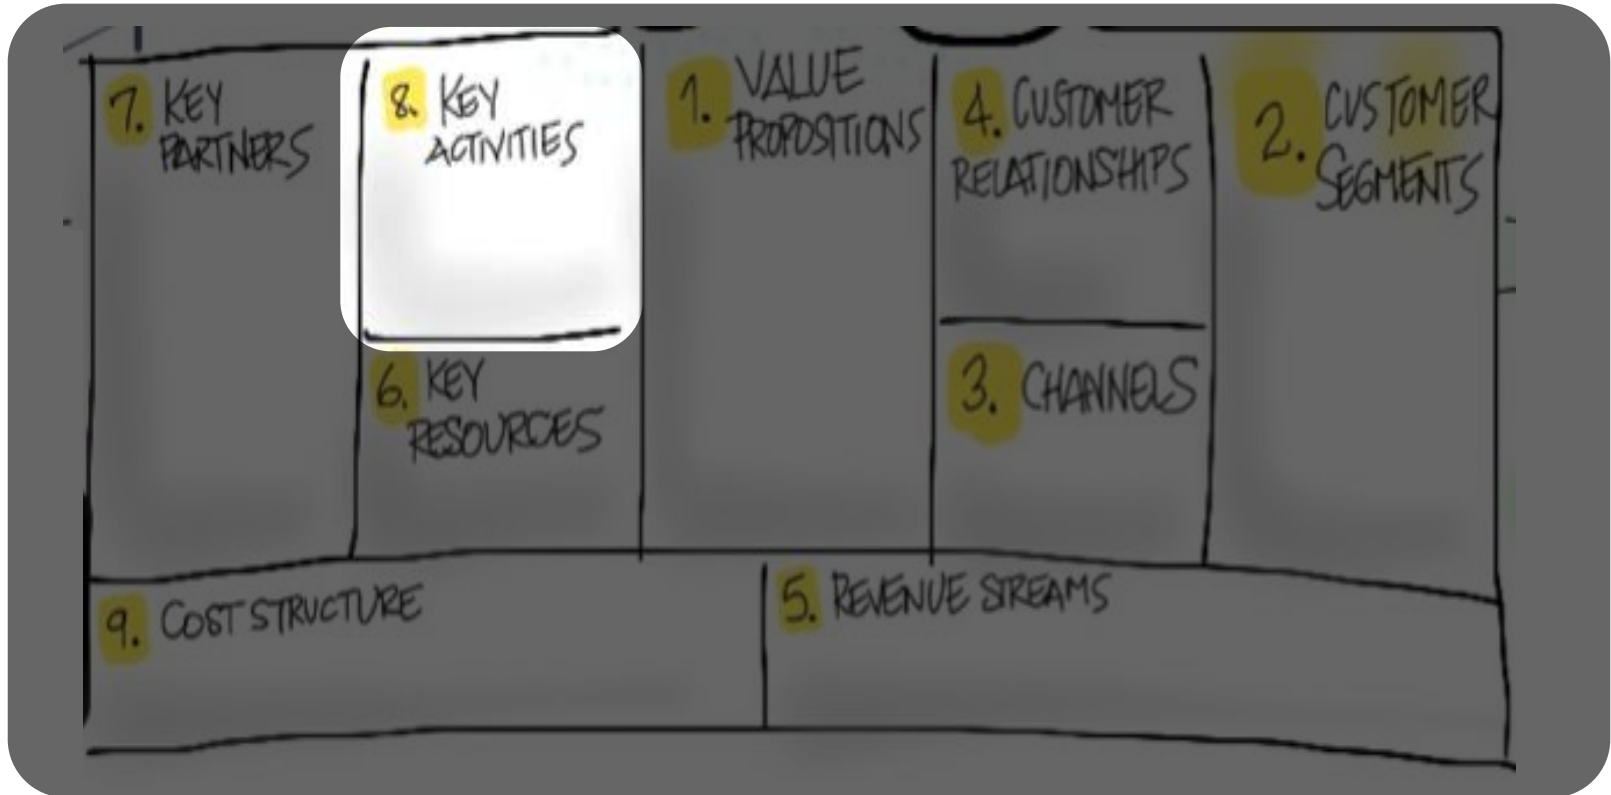 7. KEY
PARTNERS
8. KEY
ACTIVITIES
6. KEY
RESOURCES
1. VALUE
PROPOSITIONS
4. CUSTOMER
RELATIONSHIPS
3. CHANNELS
2. CUSTOMER
SEGMENTS
9. COST STRUCTURE
5. REVENUE STREAMS